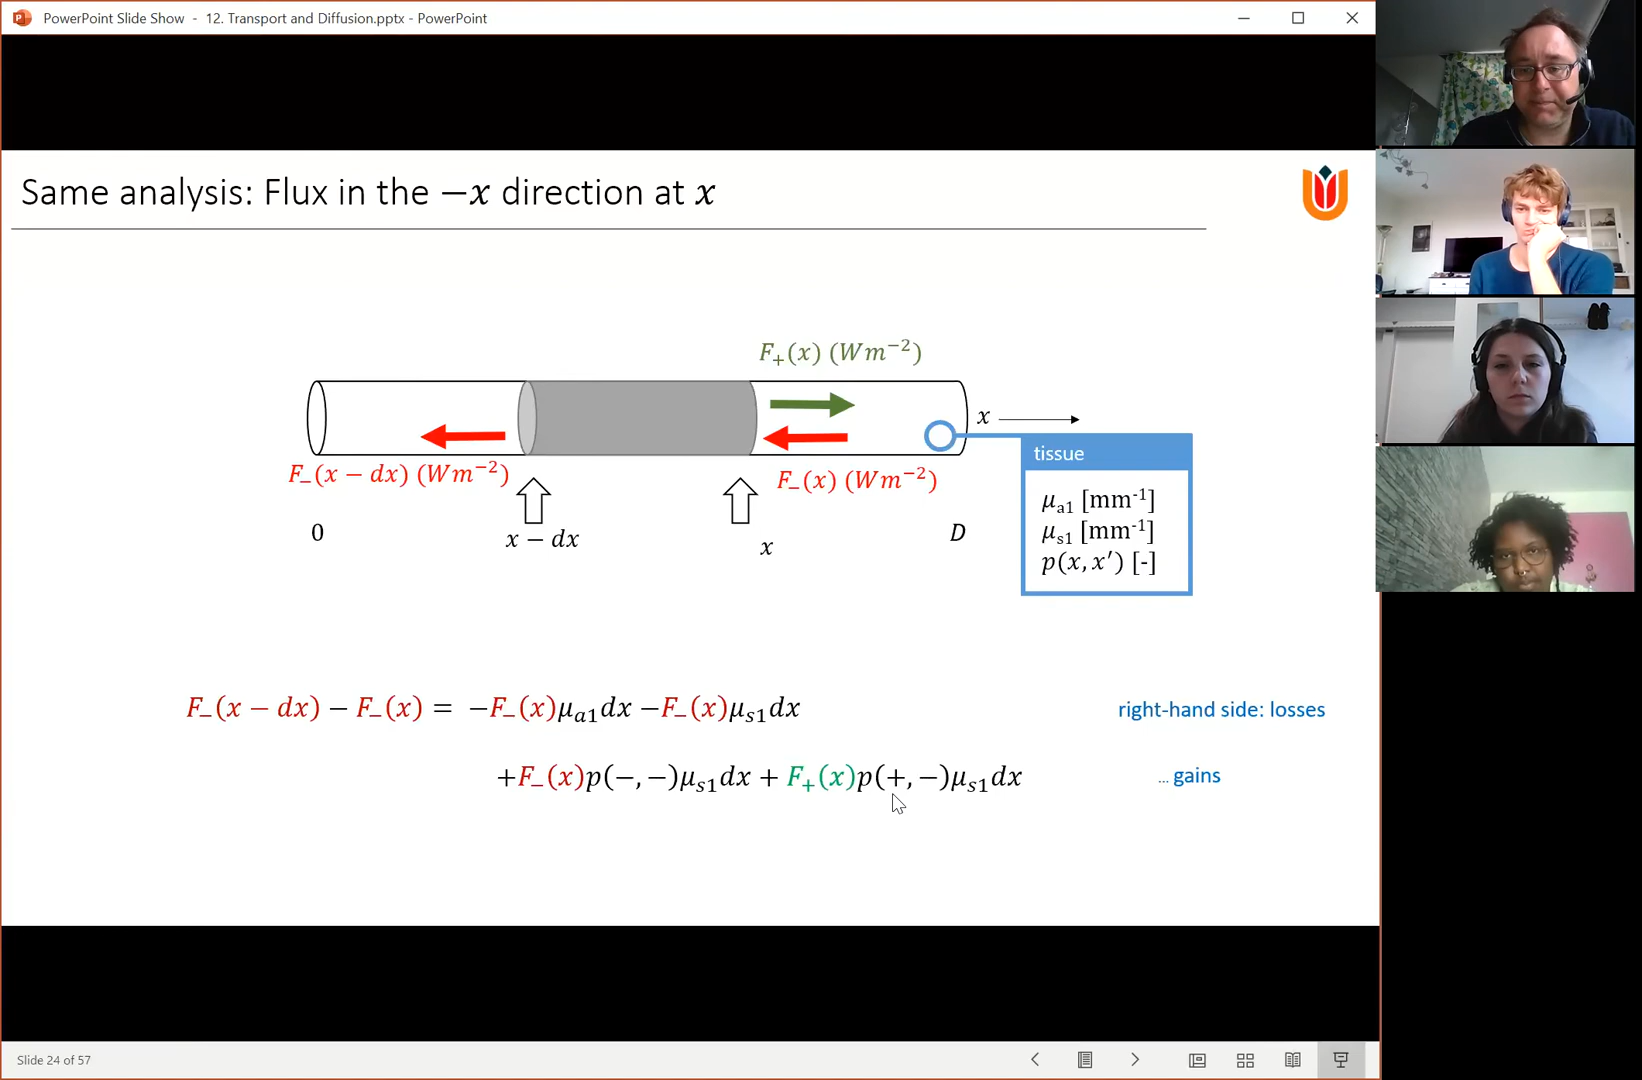 PowerPoint Slide Show - 12. Transport and Diffusion.pptx - PowerPoint
Same analysis: Flux in the −x direction at x
F₊(x) (Wm⁻²)
x
F₋(x − dx) (Wm⁻²)
F₋(x) (Wm⁻²)
0
x − dx
x
D
tissue
μa1 [mm⁻¹]
μs1 [mm⁻¹]
p(x, x′) [-]
F₋(x − dx) − F₋(x) = −F₋(x)μa1dx −F₋(x)μs1dx
right-hand side: losses
+F₋(x)p(−, −)μs1dx + F₊(x)p(+, −)μs1dx
... gains
Slide 24 of 57